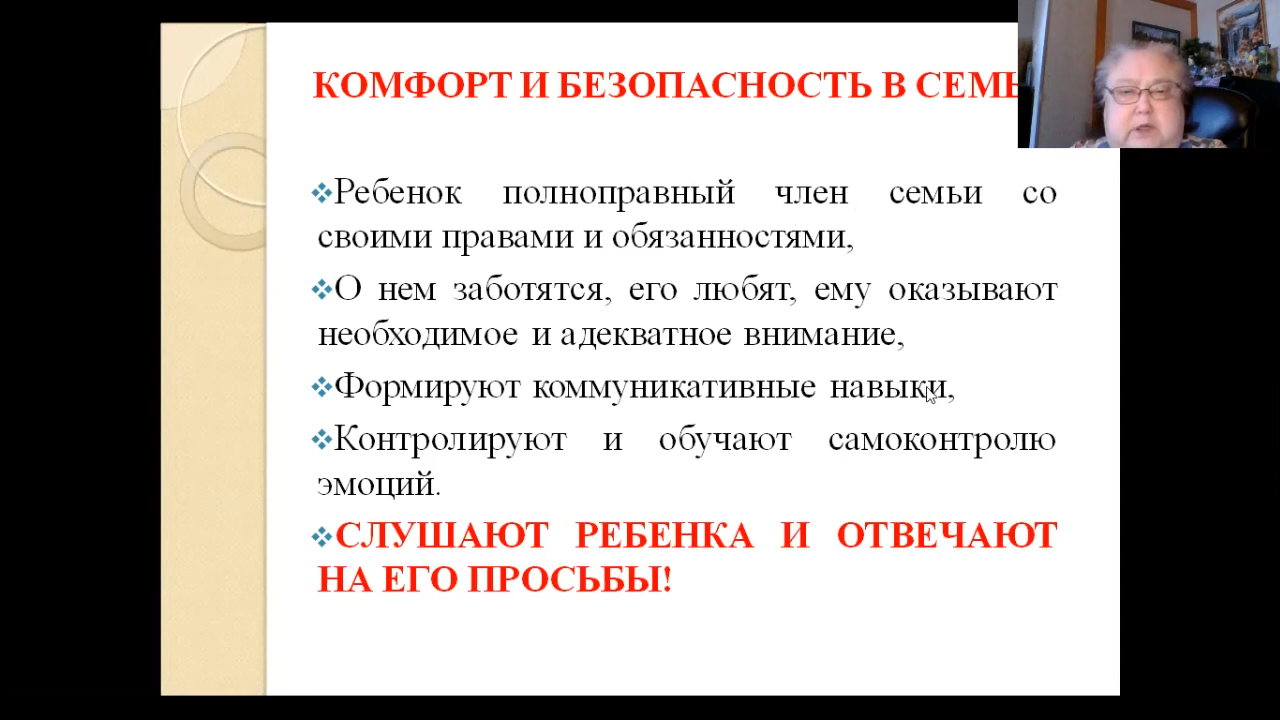 КОМФОРТ И БЕЗОПАСНОСТЬ В
Ребенок полноправный член семьи со
своими правами и обязанностями,
О нем заботятся, его любят, ему оказывают
необходимое и адекватное внимание,
Формируют коммуникативные навыки,
Контролируют и обучают самоконтролю
эмоций.
СЛУШАЮТ РЕБЕНКА И ОТВЕЧАЮТ
НА ЕГО ПРОСЬБЫ!